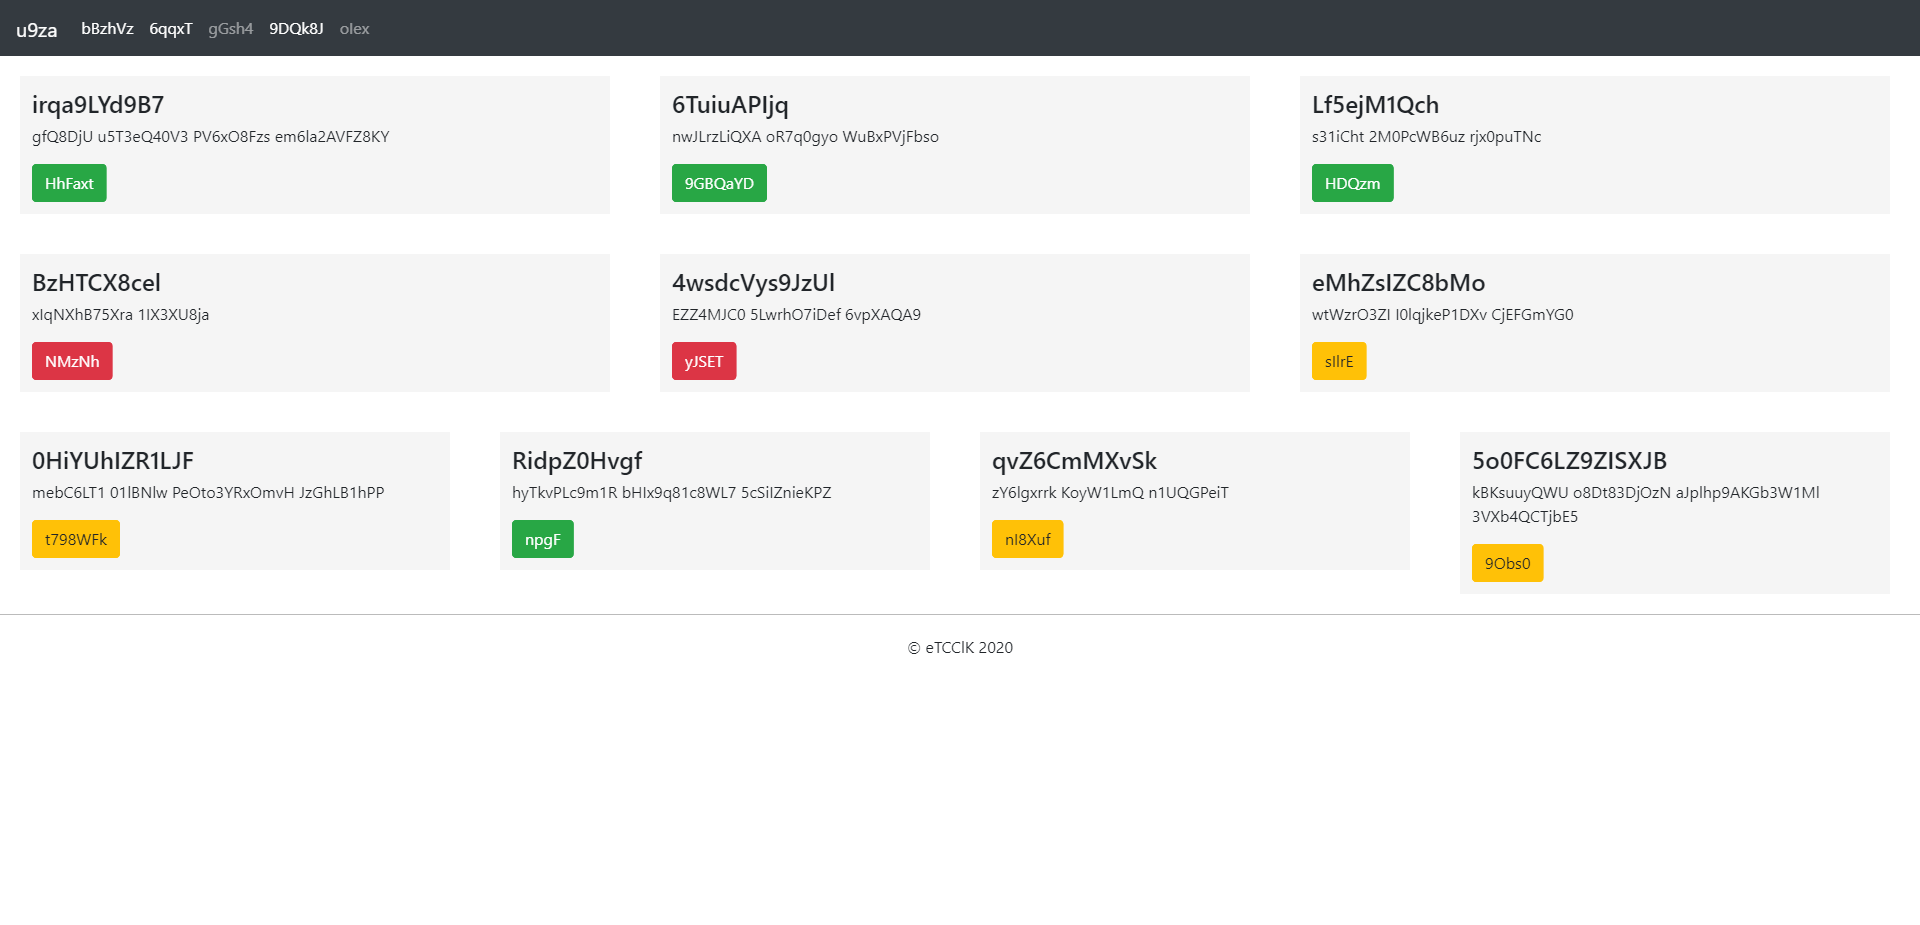 u9za bBzhVz 6qqxT gGsh4 9DQk8J olex
irqa9LYd9B7
gfQ8DjU u5T3eQ40V3 PV6xO8Fzs em6la2AVFZ8KY
HhFaxt
6TuiuAPIjq
nwJLrzLiQXA oR7q0gyo WuBxPVjFbso
9GBQaYD
Lf5ejM1Qch
s31iCht 2M0PcWB6uz rjx0puTNc
HDQzm
BzHTCX8cel
xIqNXhB75Xra 1IX3XU8ja
NMzNh
4wsdcVys9JzUl
EZZ4MJC0 5LwrhO7iDef 6vpXAQA9
yJSET
eMhZsIZC8bMo
wtWzrO3ZI I0lqjkeP1DXv CjEFGmYG0
sIlrE
0HiYUhIZR1LJF
mebC6LT1 01lBNlw PeOto3YRxOmvH JzGhLB1hPP
t798WFk
RidpZ0Hvgf
hyTkvPLc9m1R bHIx9q81c8WL7 5cSiIZnieKPZ
npgF
qvZ6CmMXvSk
zY6lgxrrk KoyW1LmQ n1UQGPeiT
nI8Xuf
5o0FC6LZ9ZISXJB
kBKsuuyQWU o8Dt83DjOzN aJplhp9AKGb3W1Ml
3VXb4QCTjbE5
9Obs0
© eTCClK 2020